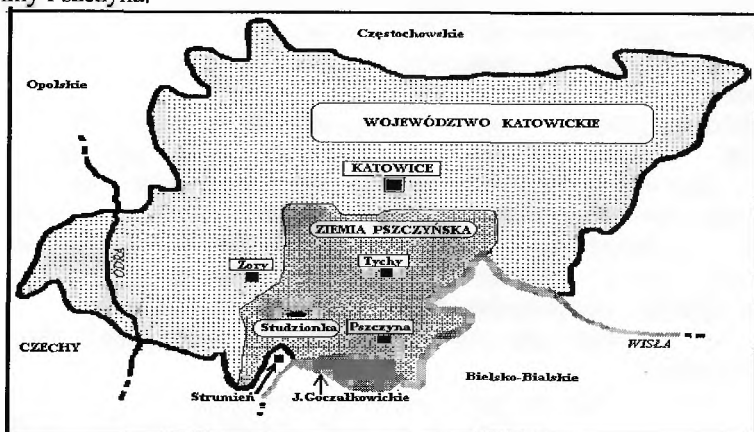 Częstochowskie
Opolskie
WOJEWÓDZTWO KATOWICKIE
KATOWICE
ZIEMIA PSZCZYŃSKA
ODRA
Żory
Tychy
Studzionka
Pszczyna
CZECHY
WISŁA
Bielsko-Bialskie
Strumień
J.Goczałkowickie